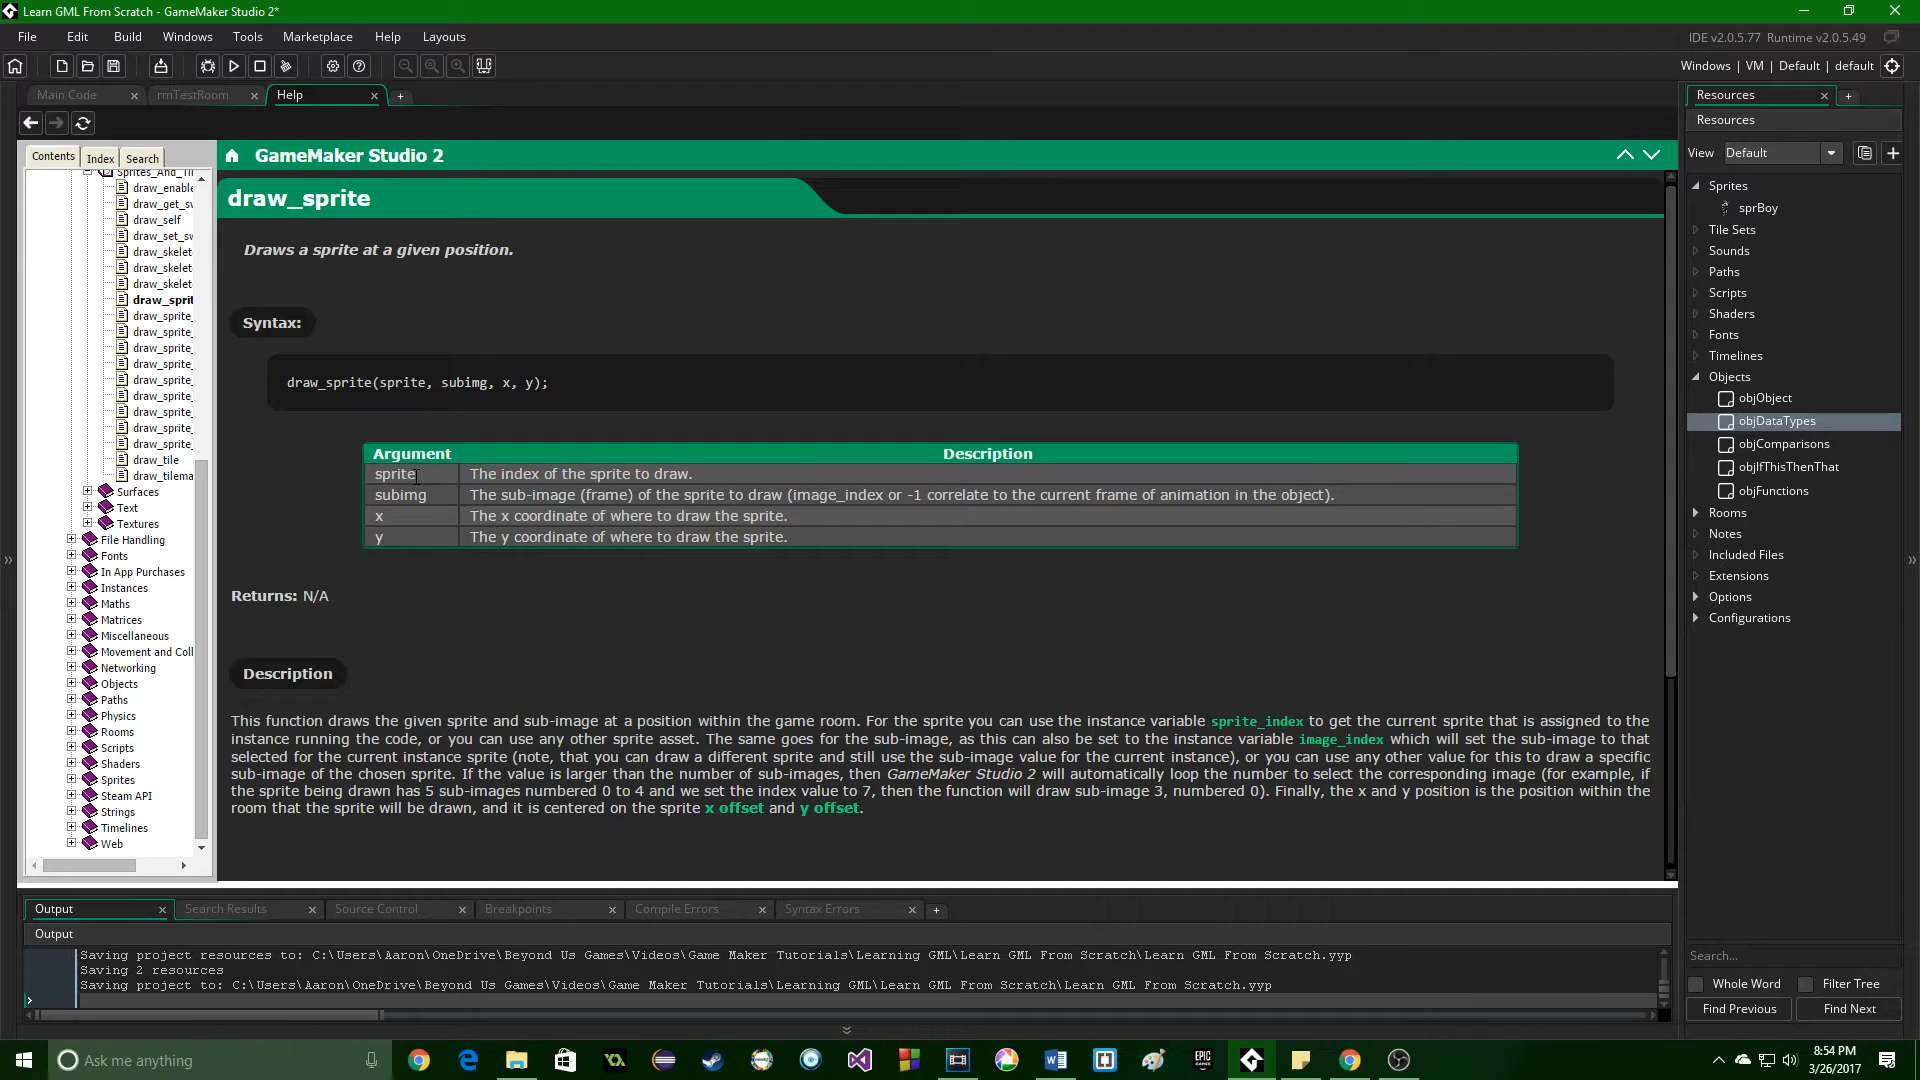 Learn GML From Scratch - GameMaker Studio 2*
File Edit Build Windows Tools Marketplace Help Layouts
IDE v2.0.5.77 Runtime v2.0.5.49
Windows | VM | Default | default
Main Code
rmTestRoom
Help
Contents
Index
Search
Sprites_And_Til
draw_enable
draw_get_sw
draw_self
draw_set_sw
draw_skelet
draw_skelet
draw_skelet
draw_sprit
draw_sprite_
draw_sprite_
draw_sprite_
draw_sprite_
draw_sprite_
draw_sprite_
draw_sprite_
draw_sprite_
draw_sprite_
draw_tile
draw_tilema
Surfaces
Text
Textures
File Handling
Fonts
In App Purchases
Instances
Maths
Matrices
Miscellaneous
Movement and Coll
Networking
Objects
Paths
Physics
Rooms
Scripts
Shaders
Sprites
Steam API
Strings
Timelines
Web
GameMaker Studio 2
draw_sprite
Draws a sprite at a given position.
Syntax:
draw_sprite(sprite, subimg, x, y);
Argument Description
sprite The index of the sprite to draw.
subimg The sub-image (frame) of the sprite to draw (image_index or -1 correlate to the current frame of animation in the object).
x The x coordinate of where to draw the sprite.
y The y coordinate of where to draw the sprite.
Returns: N/A
Description
This function draws the given sprite and sub-image at a position within the game room. For the sprite you can use the instance variable sprite_index to get the current sprite that is assigned to the
instance running the code, or you can use any other sprite asset. The same goes for the sub-image, as this can also be set to the instance variable image_index which will set the sub-image to that
selected for the current instance sprite (note, that you can draw a different sprite and still use the sub-image value for the current instance), or you can use any other value for this to draw a specific
sub-image of the chosen sprite. If the value is larger than the number of sub-images, then GameMaker Studio 2 will automatically loop the number to select the corresponding image (for example, if
the sprite being drawn has 5 sub-images numbered 0 to 4 and we set the index value to 7, then the function will draw sub-image 3, numbered 0). Finally, the x and y position is the position within the
room that the sprite will be drawn, and it is centered on the sprite x offset and y offset.
Resources
Resources
View Default
Sprites
sprBoy
Tile Sets
Sounds
Paths
Scripts
Shaders
Fonts
Timelines
Objects
objObject
objDataTypes
objComparisons
objIfThisThenThat
objFunctions
Rooms
Notes
Included Files
Extensions
Options
Configurations
Search...
Whole Word Filter Tree
Find Previous Find Next
Output Search Results Source Control Breakpoints Compile Errors Syntax Errors
Output
Saving project resources to: C:\Users\Aaron\OneDrive\Beyond Us Games\Videos\Game Maker Tutorials\Learning GML\Learn GML From Scratch\Learn GML From Scratch.yyp
Saving 2 resources
Saving project to: C:\Users\Aaron\OneDrive\Beyond Us Games\Videos\Game Maker Tutorials\Learning GML\Learn GML From Scratch\Learn GML From Scratch.yyp
Ask me anything
EPIC GAMES
8:54 PM
3/26/2017